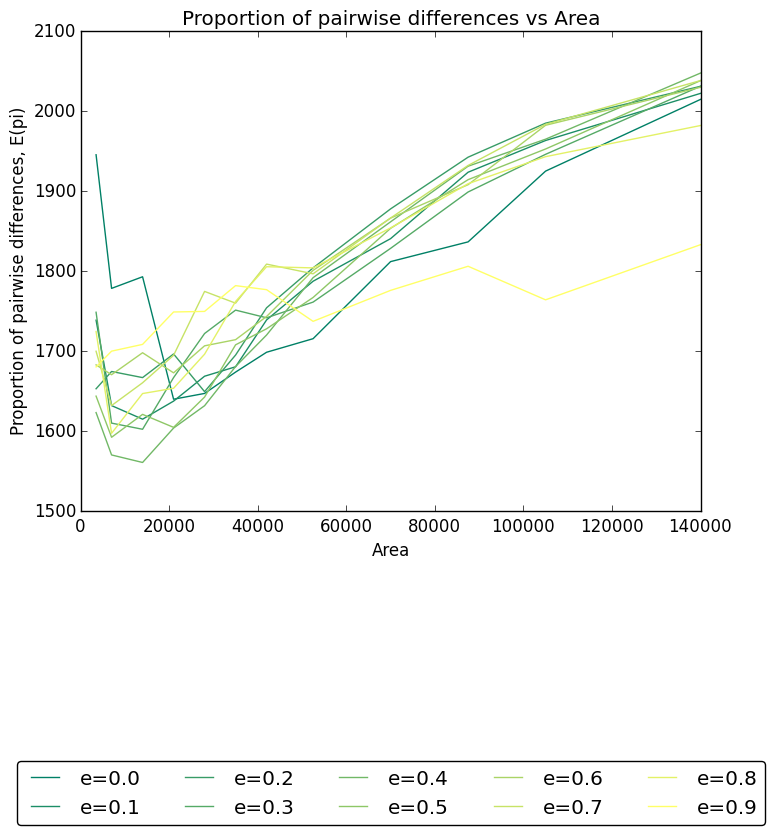 Proportion of pairwise differences vs Area
2100
2000
1900
1800
1700
1600
1500
Proportion of pairwise differences, E(pi)
0 20000 40000 60000 80000 100000 120000 140000
Area
e=0.0 e=0.2 e=0.4 e=0.6 e=0.8
e=0.1 e=0.3 e=0.5 e=0.7 e=0.9